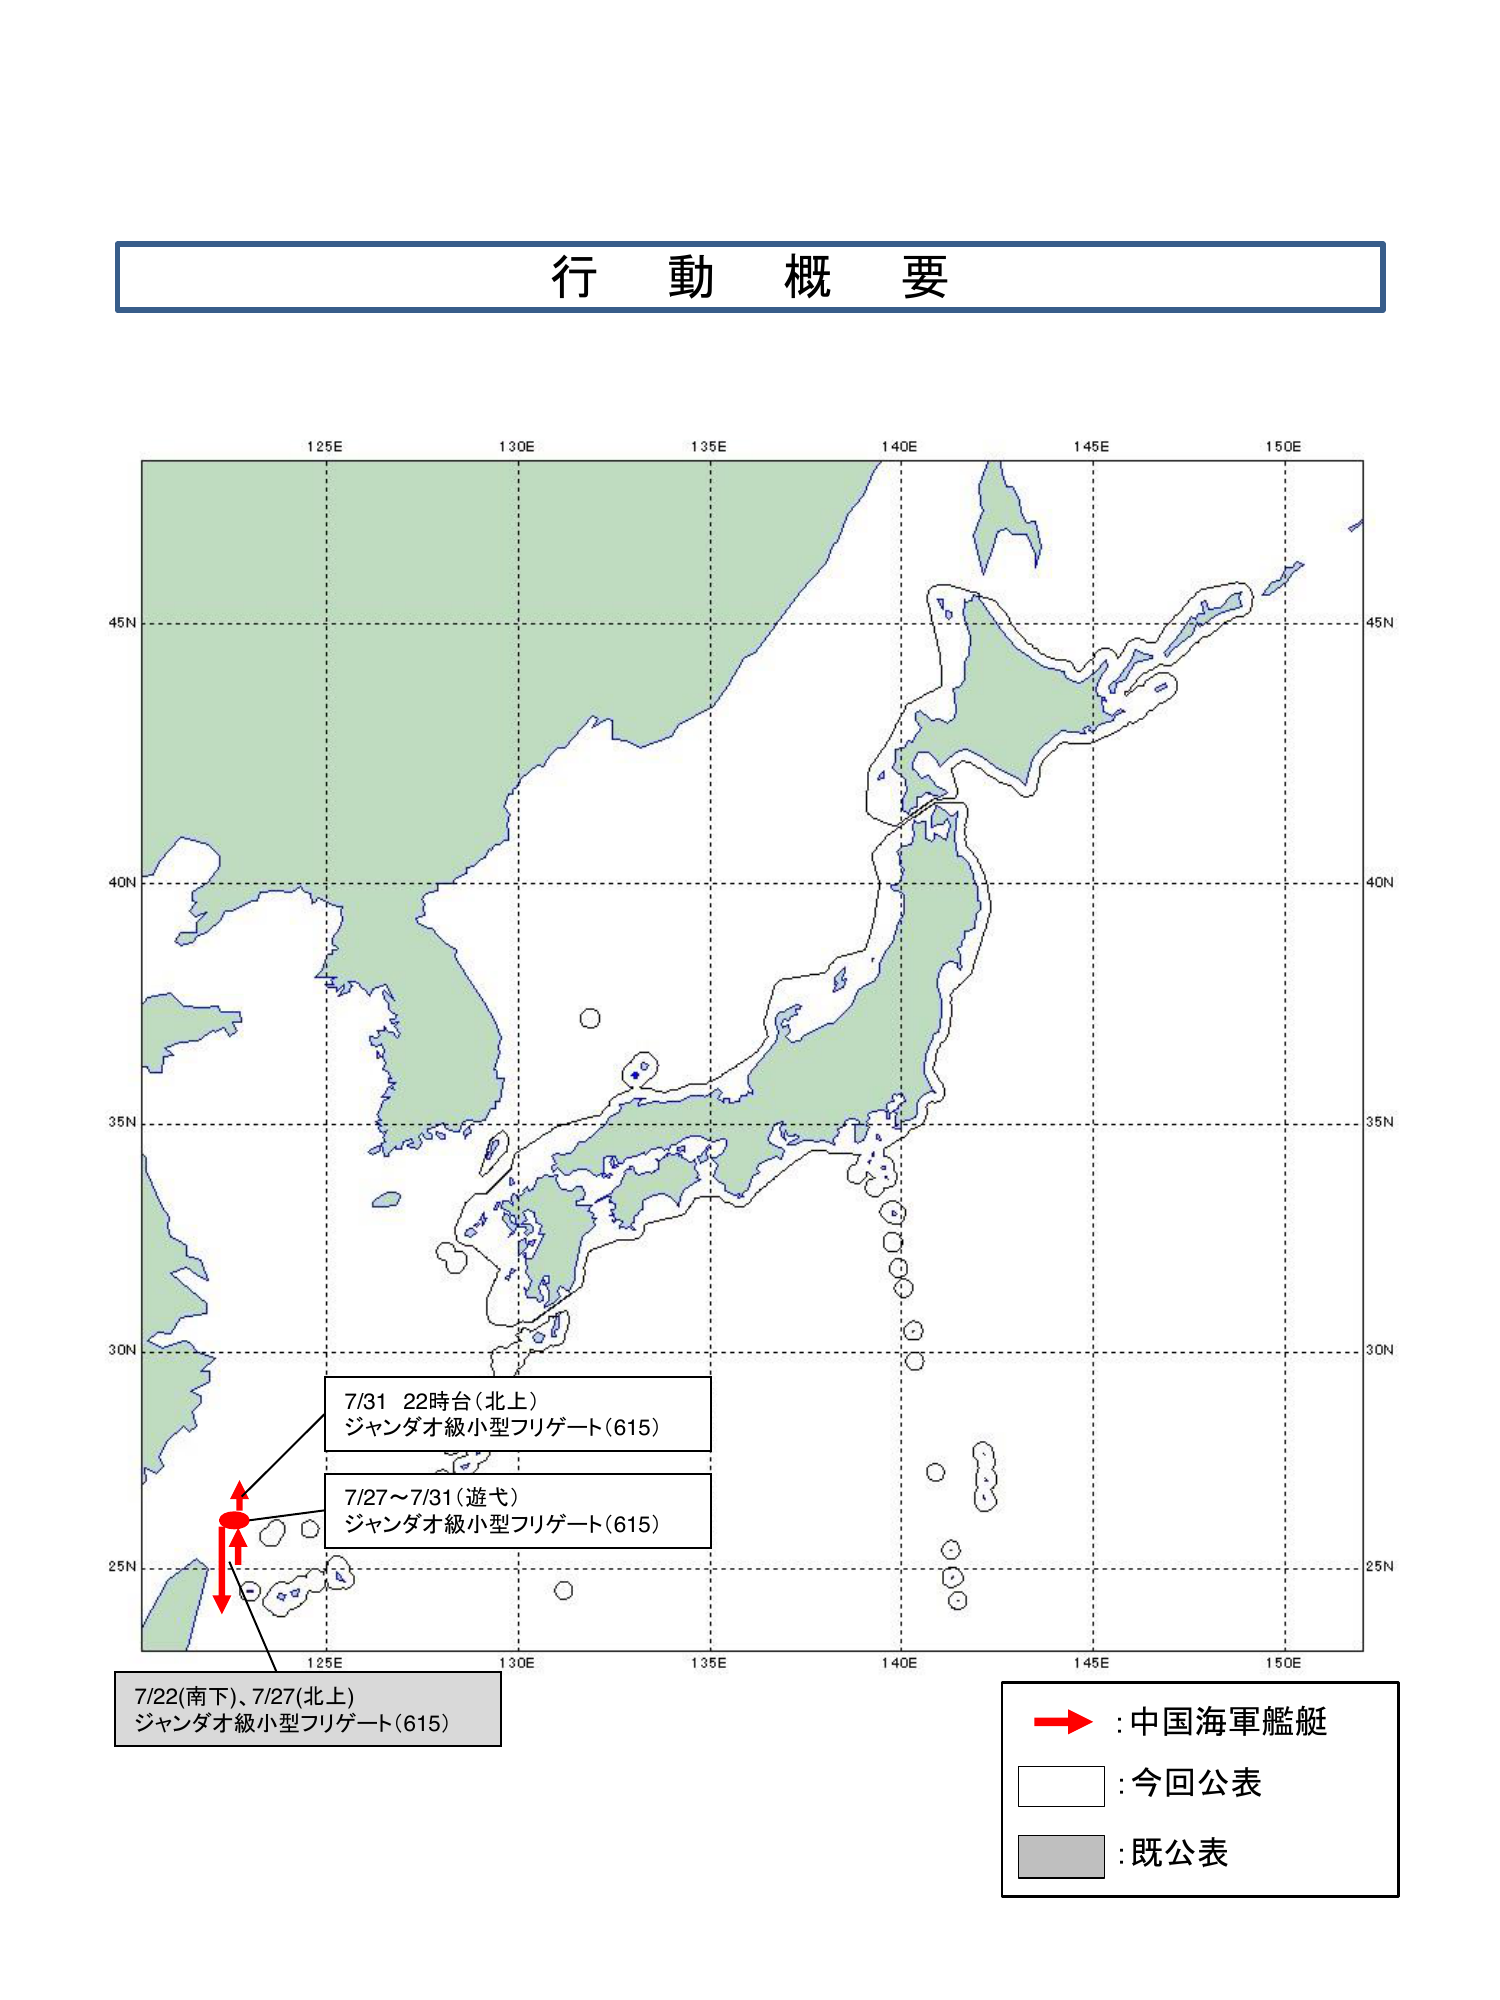 行　動　概　要
125E 130E 135E 140E 145E 150E
45N 45N
40N 40N
35N 35N
30N 30N
7/31　22時台（北上）
ジャンダオ級小型フリゲート（615）
7/27～7/31（遊弋）
ジャンダオ級小型フリゲート（615）
25N 25N
125E 130E 135E 140E 145E 150E
7/22(南下)、7/27(北上)
ジャンダオ級小型フリゲート（615）
：中国海軍艦艇
：今回公表
：既公表